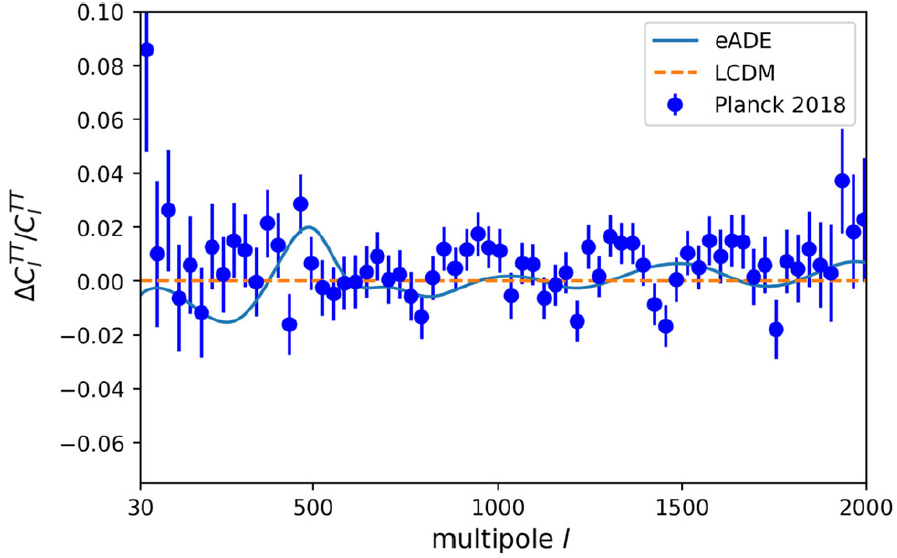 0.10
0.08
0.06
0.04
0.02
0.00
−0.02
−0.04
−0.06
ΔC_l^{TT}/C_l^{TT}
eADE
LCDM
Planck 2018
30 500 1000 1500 2000
multipole l